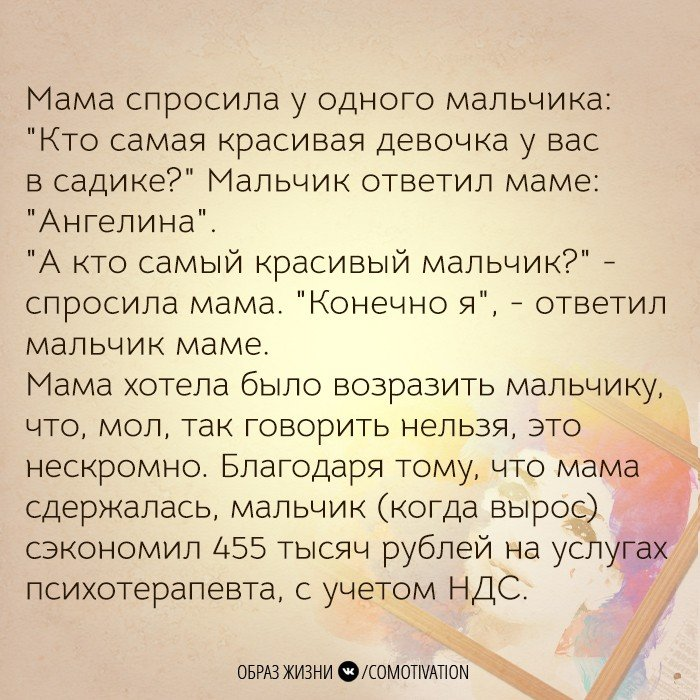 Мама спросила у одного мальчика:
"Кто самая красивая девочка у вас
в садике?" Мальчик ответил маме:
"Ангелина".
"А кто самый красивый мальчик?" -
спросила мама. "Конечно я", - ответил
мальчик маме.
Мама хотела было возразить мальчику,
что, мол, так говорить нельзя, это
нескромно. Благодаря тому, что мама
сдержалась, мальчик (когда вырос)
сэкономил 455 тысяч рублей на услугах
психотерапевта, с учетом НДС.
ОБРАЗ ЖИЗНИ /COMOTIVATION